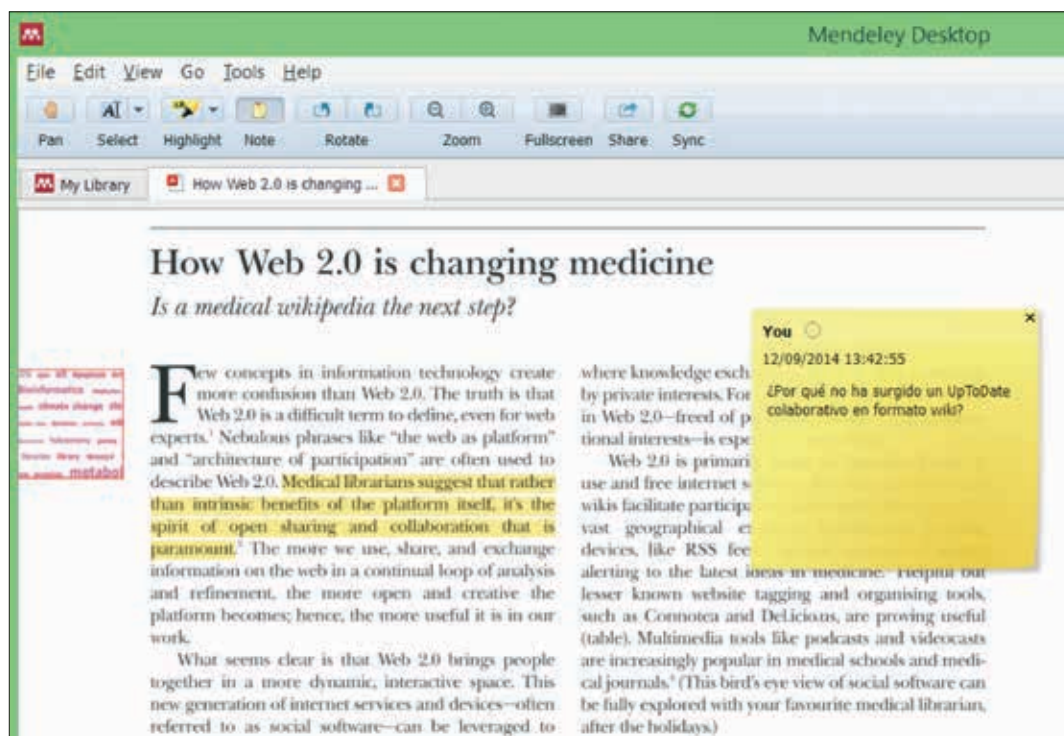 Mendeley Desktop
File Edit View Go Tools Help
Pan Select Highlight Note Rotate Zoom Fullscreen Share Sync
My Library How Web 2.0 is changing ...
How Web 2.0 is changing medicine
Is a medical wikipedia the next step?
climate change
library
metabol
Few concepts in information technology create
more confusion than Web 2.0. The truth is that
Web 2.0 is a difficult term to define, even for web
experts.¹ Nebulous phrases like “the web as platform”
and “architecture of participation” are often used to
describe Web 2.0. Medical librarians suggest that rather
than intrinsic benefits of the platform itself, it's the
spirit of open sharing and collaboration that is
paramount. The more we use, share, and exchange
information on the web in a continual loop of analysis
and refinement, the more open and creative the
platform becomes; hence, the more useful it is in our
work.
What seems clear is that Web 2.0 brings people
together in a more dynamic, interactive space. This
new generation of internet services and devices—often
referred to as social software—can be leveraged to
where knowledge exch
by private interests. For
in Web 2.0—freed of p
tional interests—is expe
Web 2.0 is primari
use and free internet s
wikis facilitate participa
vast geographical
devices, like RSS fee
alerting to the latest ideas in medicine. Helpful but
lesser known website tagging and organising tools,
such as Connotea and Del.icio.us, are proving useful
(table). Multimedia tools like podcasts and videocasts
are increasingly popular in medical schools and medi-
cal journals. (This bird's eye view of social software can
be fully explored with your favourite medical librarian,
after the holidays.)
You
12/09/2014 13:42:55
¿Por qué no ha surgido un UpToDate
colaborativo en formato wiki?